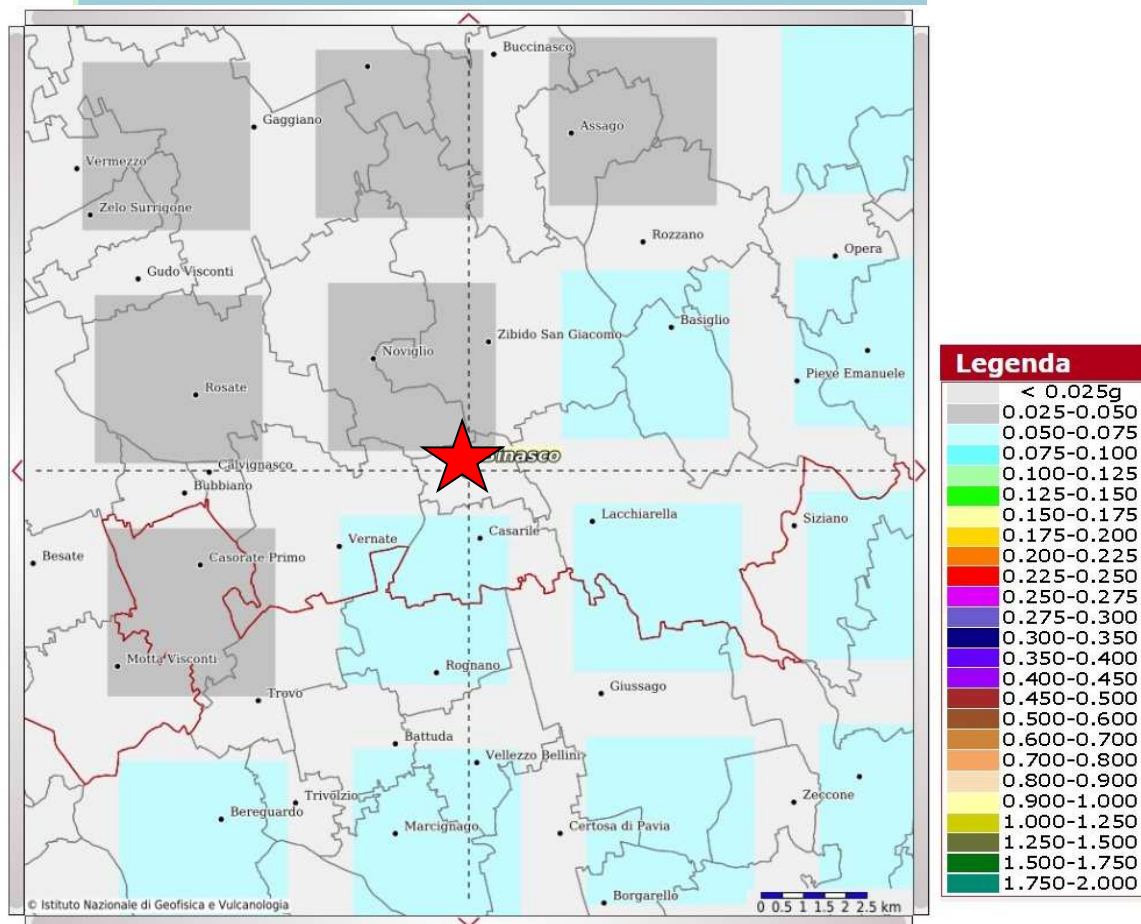 Buccinasco
Gaggiano
Assago
Vermezzo
Zelo Surrigone
Rozzano
Opera
Gudo Visconti
Basiglio
Zibido San Giacomo
Noviglio
Pieve Emanuele
Rosate
Binasco
Calvignasco
Bubbiano
Lacchiarella
Siziano
Casarile
Vernate
Besate
Casorate Primo
Motta Visconti
Rognano
Giussago
Trovo
Battuda
Vellezzo Bellini
Trivolzio
Zeccone
Bereguardo
Marcignago
Certosa di Pavia
Borgarello
© Istituto Nazionale di Geofisica e Vulcanologia
0 0.5 1 1.5 2 2.5 km
Legenda
< 0.025g
0.025-0.050
0.050-0.075
0.075-0.100
0.100-0.125
0.125-0.150
0.150-0.175
0.175-0.200
0.200-0.225
0.225-0.250
0.250-0.275
0.275-0.300
0.300-0.350
0.350-0.400
0.400-0.450
0.450-0.500
0.500-0.600
0.600-0.700
0.700-0.800
0.800-0.900
0.900-1.000
1.000-1.250
1.250-1.500
1.500-1.750
1.750-2.000